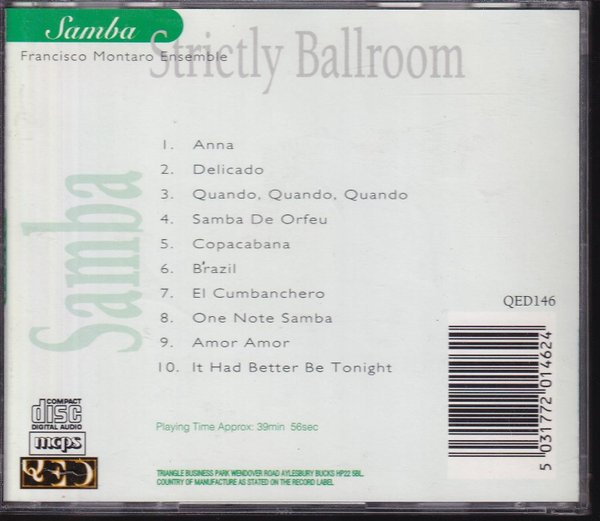 Samba
Francisco Montaro Ensemble
Strictly Ballroom
Samba
1. Anna
2. Delicado
3. Quando, Quando, Quando
4. Samba De Orfeu
5. Copacabana
6. Brazil
7. El Cumbanchero
8. One Note Samba
9. Amor Amor
10. It Had Better Be Tonight
QED146
5 031772 014624
COMPACT
disc
DIGITAL AUDIO
mcps
QED
Playing Time Approx: 39min 56sec
TRIANGLE BUSINESS PARK WENDOVER ROAD AYLESBURY BUCKS HP22 5BL.
COUNTRY OF MANUFACTURE AS STATED ON THE RECORD LABEL